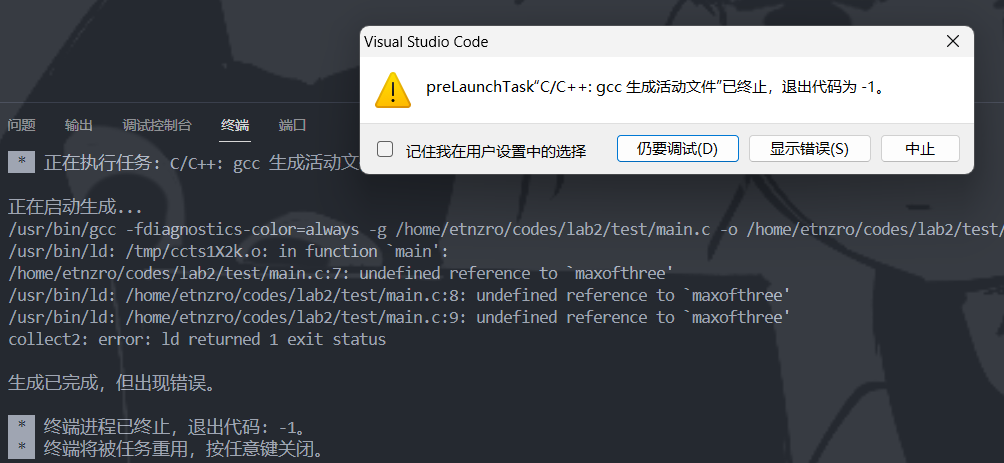 Visual Studio Code
preLaunchTask“C/C++: gcc 生成活动文件”已终止，退出代码为 -1。
记住我在用户设置中的选择
仍要调试(D) 显示错误(S) 中止
问题 输出 调试控制台 终端 端口
* 正在执行任务: C/C++: gcc 生成活动文
正在启动生成...
/usr/bin/gcc -fdiagnostics-color=always -g /home/etnzro/codes/lab2/test/main.c -o /home/etnzro/codes/lab2/test/
/usr/bin/ld: /tmp/ccts1X2k.o: in function `main':
/home/etnzro/codes/lab2/test/main.c:7: undefined reference to `maxofthree'
/usr/bin/ld: /home/etnzro/codes/lab2/test/main.c:8: undefined reference to `maxofthree'
/usr/bin/ld: /home/etnzro/codes/lab2/test/main.c:9: undefined reference to `maxofthree'
collect2: error: ld returned 1 exit status
生成已完成，但出现错误。
* 终端进程已终止，退出代码: -1。
* 终端将被任务重用，按任意键关闭。